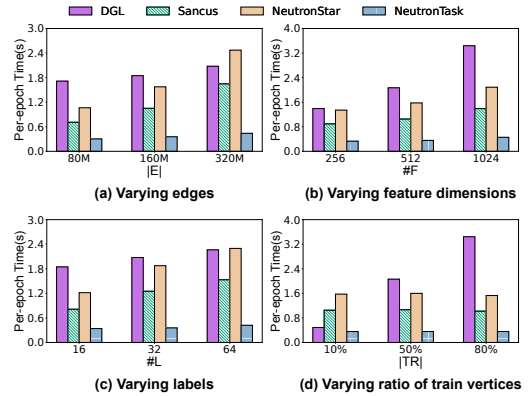 DGL Sancus NeutronStar NeutronTask
Per-epoch Time(s)
3.0
2.4
1.8
1.2
0.6
0.0
80M 160M 320M
|E|
(a) Varying edges
Per-epoch Time(s)
4.0
3.2
2.4
1.6
0.8
0.0
256 512 1024
#F
(b) Varying feature dimensions
Per-epoch Time(s)
3.0
2.4
1.8
1.2
0.6
0.0
16 32 64
#L
(c) Varying labels
Per-epoch Time(s)
4.0
3.2
2.4
1.6
0.8
0.0
10% 50% 80%
|TR|
(d) Varying ratio of train vertices